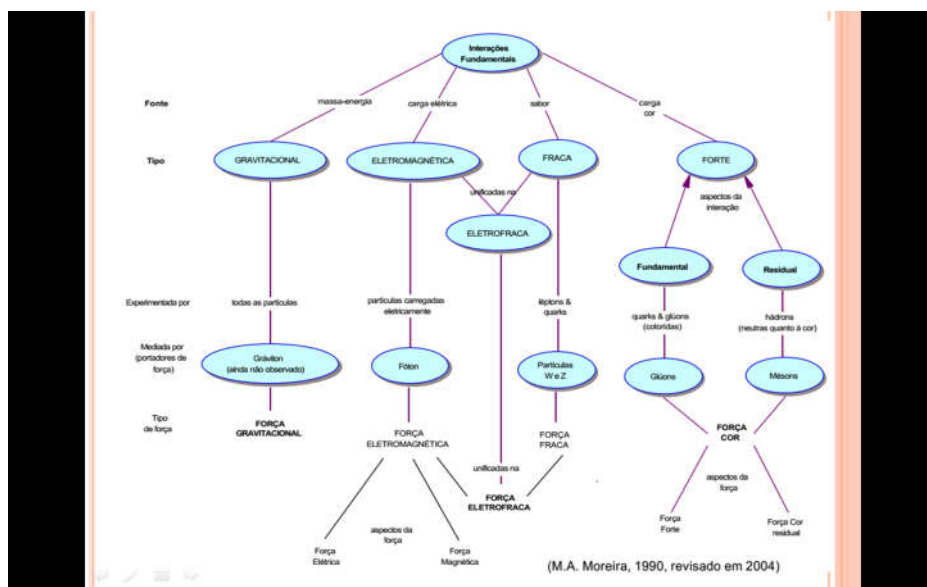 Interações
Fundamentais
Fonte
massa-energia
carga elétrica
sabor
carga
cor
Tipo
GRAVITACIONAL
ELETROMAGNÉTICA
FRACA
FORTE
unificadas na
aspectos da
interação
ELETROFRACA
Fundamental
Residual
Experimentada por
todas as partículas
partículas carregadas
eletricamente
léptons &
quarks
quarks & glúons
(coloridas)
hádrons
(neutras quanto à cor)
Mediada por
(portadores de
força)
Gráviton
(ainda não observado)
Fóton
Partículas
W e Z
Glúons
Mésons
Tipo
de força
FORÇA
GRAVITACIONAL
FORÇA
ELETROMAGNÉTICA
FORÇA
FRACA
FORÇA
COR
unificadas na
FORÇA
ELETROFRACA
aspectos da
força
Força
Forte
Força Cor
residual
aspectos da
força
Força
Elétrica
Força
Magnética
(M.A. Moreira, 1990, revisado em 2004)